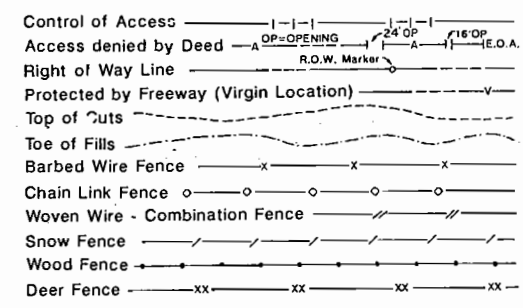 Control of Access
Access denied by Deed A OP=OPENING 24' OP A 16' OP E.O.A.
R.O.W. Marker
Right of Way Line
Protected by Freeway (Virgin Location) V
Top of Cuts
Toe of Fills
Barbed Wire Fence x x x
Chain Link Fence
Woven Wire - Combination Fence
Snow Fence
Wood Fence
Deer Fence xx xx xx xx